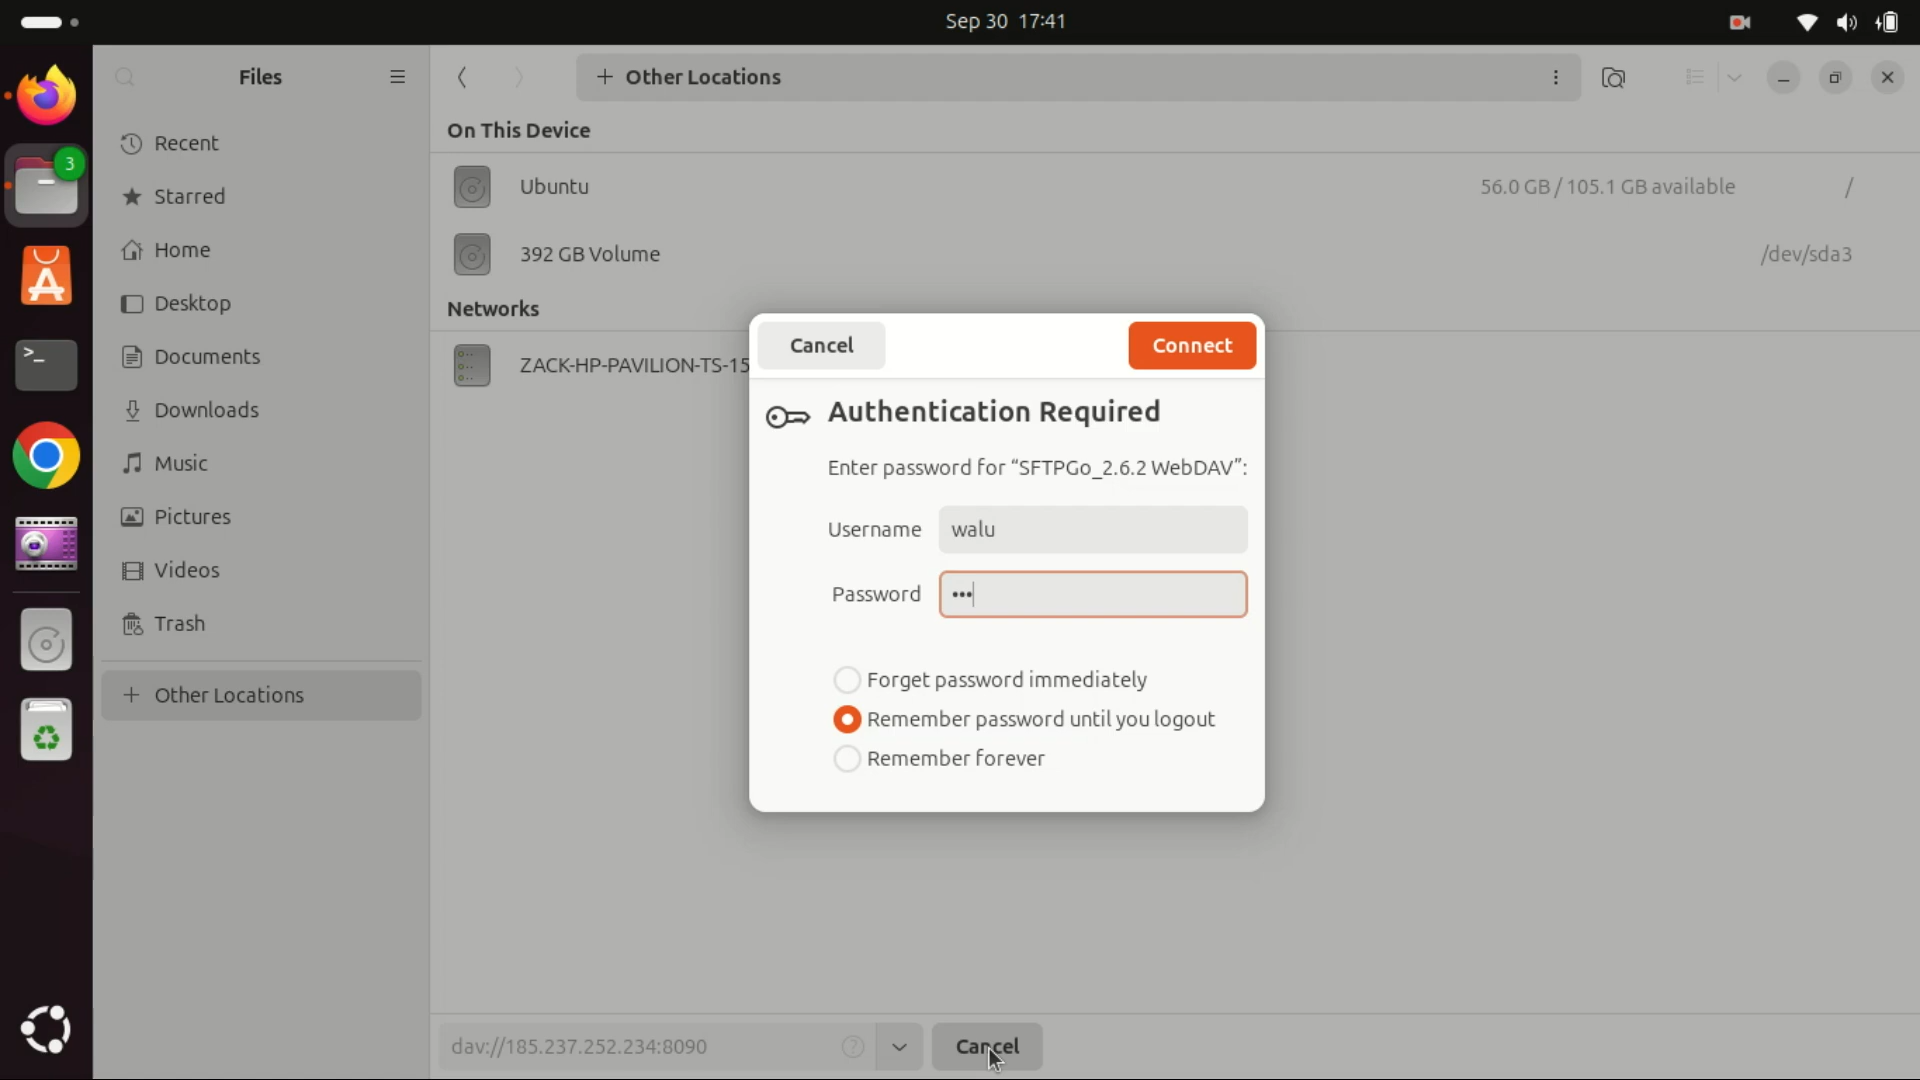 Sep 30 17:41
Files
Other Locations
On This Device
Recent
Starred
Home
Desktop
Documents
Downloads
Music
Pictures
Videos
Trash
Other Locations
3
Ubuntu
56.0 GB / 105.1 GB available
/
392 GB Volume
/dev/sda3
Networks
ZACK-HP-PAVILION-TS-15
Cancel
Connect
Authentication Required
Enter password for “SFTPGo_2.6.2 WebDAV”:
Username walu
Password •••
Forget password immediately
Remember password until you logout
Remember forever
dav://185.237.252.234:8090
Cancel